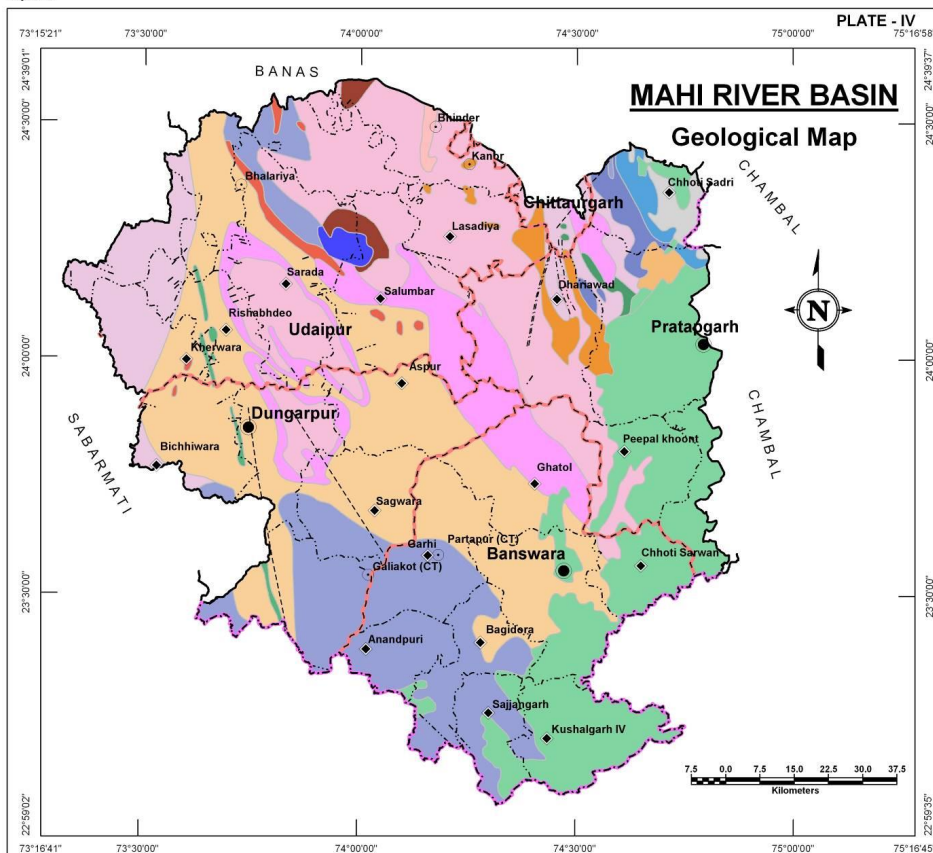 PLATE - IV
73°15'21"
73°30'00"
74°00'00"
74°30'00"
75°00'00"
75°16'58"
24°39'01"
24°39'37"
BANAS
MAHI RIVER BASIN
Geological Map
24°30'00"
24°30'00"
Bhinder
Kanor
CHAMBAL
Bhalariya
Chhoti Sadri
Chittaurgarh
Lasadiya
Sarada
Salumbar
Dhariawad
N
Rishabhdeo
Udaipur
Pratapgarh
Kherwara
24°00'00"
24°00'00"
Aspur
SABARMATI
Dungarpur
CHAMBAL
Bichhiwara
Peepal khoont
Ghatol
Sagwara
Garhi
Partapur (CT)
Banswara
Galiakot (CT)
Chhoti Sarwan
23°30'00"
23°30'00"
Anandpuri
Bagidora
Sajjangarh
Kushalgarh IV
7.5 0.0 7.5 15.0 22.5 30.0 37.5
Kilometers
22°59'02"
22°59'35"
73°16'41"
73°30'00"
74°00'00"
74°30'00"
75°00'00"
75°16'45"